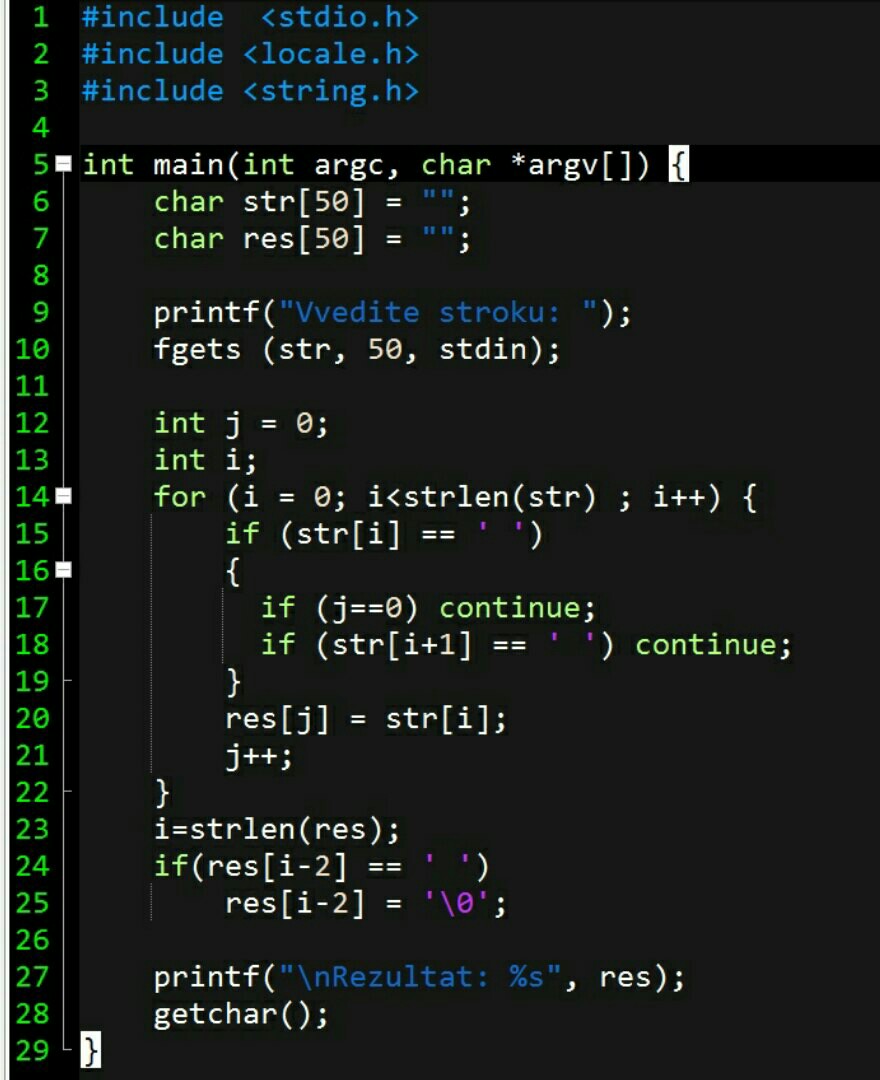 1 #include  <stdio.h>
2 #include <locale.h>
3 #include <string.h>
4
5 int main(int argc, char *argv[]) {
6     char str[50] = "";
7     char res[50] = "";
8
9     printf("Vvedite stroku: ");
10     fgets (str, 50, stdin);
11
12     int j = 0;
13     int i;
14     for (i = 0; i<strlen(str) ; i++) {
15         if (str[i] == ' ')
16         {
17           if (j==0) continue;
18           if (str[i+1] == ' ') continue;
19         }
20         res[j] = str[i];
21         j++;
22     }
23     i=strlen(res);
24     if(res[i-2] == ' ')
25         res[i-2] = '\0';
26
27     printf("\nRezultat: %s", res);
28     getchar();
29 }